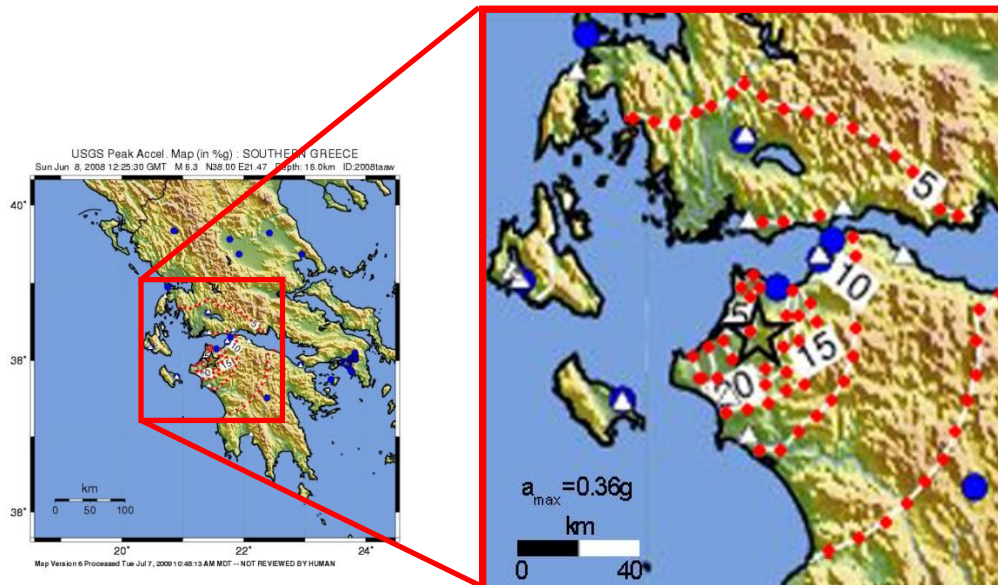 USGS Peak Accel. Map (in %g) : SOUTHERN GREECE
Sun Jun 8, 2008 12:25:30 GMT M 6.3 N38.00 E21.47 Depth: 16.0km ID:2008taaw
40˚
38˚
38˚
km
0 50 100
20˚ 22˚ 24˚
Map Version 6 Processed Tue Jul 7, 2009 10:48:13 AM MDT -- NOT REVIEWED BY HUMAN
5
10
15
5
15
20
a max =0.36g
km
0 40